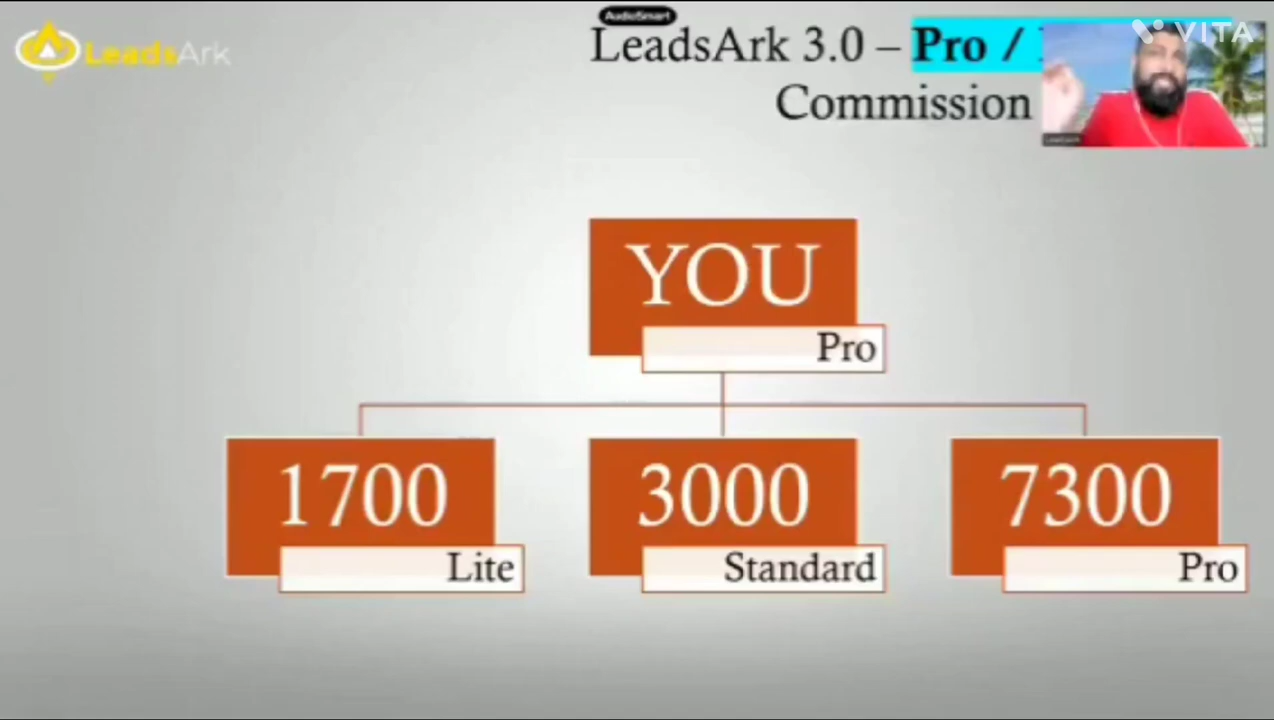 AudioSmart
LeadsArk
LeadsArk 3.0 – Pro /
Commission
VITA
YOU
Pro
1700
Lite
3000
Standard
7300
Pro